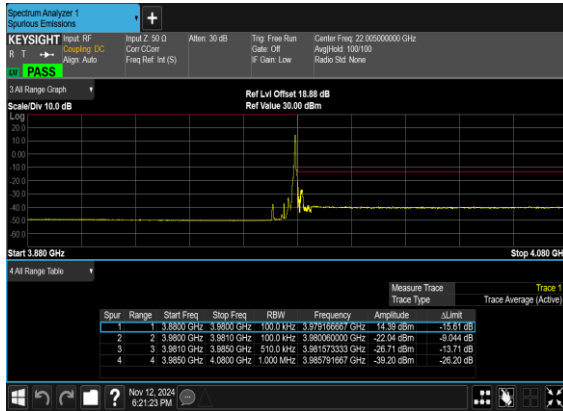 Spectrum Analyzer 1
Spurious Emissions
+
KEYSIGHT Input: RF Input Z: 50 Ω Atten: 30 dB Trig: Free Run Center Freq: 22.005000000 GHz
R T Coupling: DC Corr CCorr Gate: Off Avg|Hold: 100/100
Align: Auto Freq Ref: Int (S) IF Gain: Low Radio Std: None
LV PASS
3 All Range Graph
Ref Lvl Offset 18.88 dB
Scale/Div 10.0 dB Ref Value 30.00 dBm
Log
20.0
10.0
0.00
-10.0
-20.0
-30.0
-40.0
-50.0
-60.0
Start 3.880 GHz Stop 4.080 GH
4 All Range Table
Measure Trace Trace 1
Trace Type Trace Average (Active)
Spur Range Start Freq Stop Freq RBW Frequency Amplitude ΔLimit
1 1 3.8800 GHz 3.9800 GHz 100.0 kHz 3.979166667 GHz 14.39 dBm -15.61 dB
2 2 3.9800 GHz 3.9810 GHz 100.0 kHz 3.980060000 GHz -22.04 dBm -9.044 dB
3 3 3.9810 GHz 3.9850 GHz 510.0 kHz 3.981573333 GHz -26.71 dBm -13.71 dB
4 4 3.9850 GHz 4.0800 GHz 1.000 MHz 3.985791667 GHz -39.20 dBm -26.20 dB
? Nov 12, 2024
6:21:23 PM